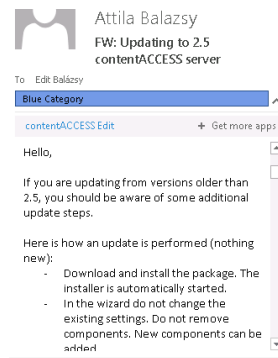 Attila Balazsy
FW: Updating to 2.5
contentACCESS server
To Edit Balázsy
Blue Category
contentACCESS Edit + Get more apps
Hello,
If you are updating from versions older than
2.5, you should be aware of some additional
update steps.
Here is how an update is performed (nothing
new):
- Download and install the package. The
installer is automatically started.
- In the wizard do not change the
existing settings. Do not remove
components. New components can be
added